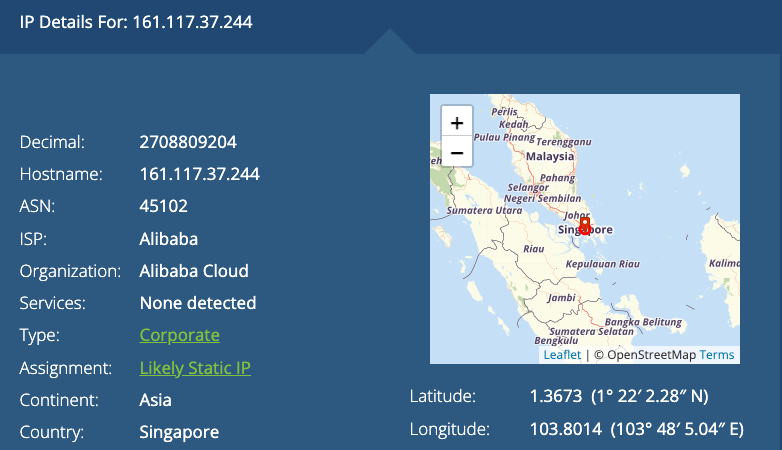 IP Details For: 161.117.37.244
Decimal: 2708809204
Hostname: 161.117.37.244
ASN: 45102
ISP: Alibaba
Organization: Alibaba Cloud
Services: None detected
Type: Corporate
Assignment: Likely Static IP
Continent: Asia
Country: Singapore
+
−
Perlis
Kedah
Pulau Pinang
Terengganu
Malaysia
Pahang
Selangor
Negeri Sembilan
Sumatera Utara
Johor
Singapore
Riau
Kepulauan Riau
Kalima
Jambi
Bangka Belitung
Sumatera Selatan
Bengkulu
Leaflet | © OpenStreetMap Terms
Latitude: 1.3673 (1° 22′ 2.28″ N)
Longitude: 103.8014 (103° 48′ 5.04″ E)